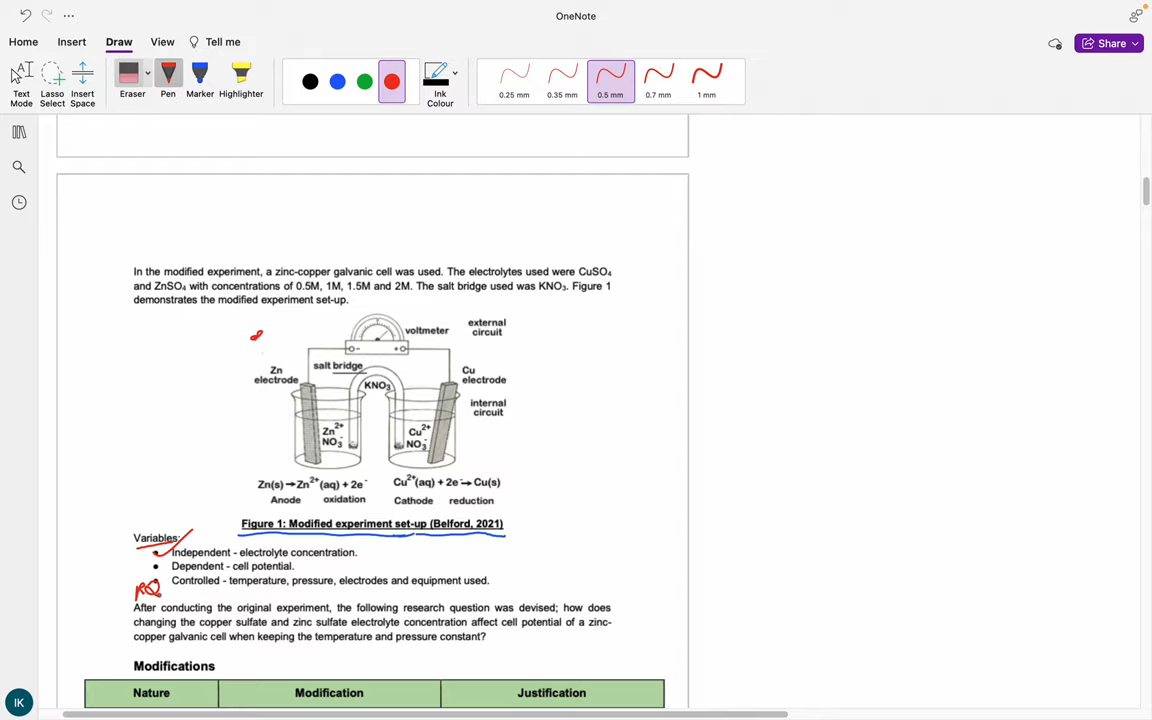 OneNote
Home Insert Draw View Tell me
Share
Text Mode
Lasso Select
Insert Space
Eraser
Pen
Marker
Highlighter
Ink Colour
0.25 mm
0.35 mm
0.5 mm
0.7 mm
1 mm
In the modified experiment, a zinc-copper galvanic cell was used. The electrolytes used were CuSO₄
and ZnSO₄ with concentrations of 0.5M, 1M, 1.5M and 2M. The salt bridge used was KNO₃. Figure 1
demonstrates the modified experiment set-up.
voltmeter
external
circuit
- +
salt bridge
Zn
electrode
Cu
electrode
KNO₃
internal
circuit
Zn²⁺
NO₃⁻
Cu²⁺
NO₃⁻
Zn(s)→Zn²⁺(aq) + 2e⁻ Cu²⁺(aq) + 2e⁻→Cu(s)
Anode oxidation Cathode reduction
Figure 1: Modified experiment set-up (Belford, 2021)
Variables:
• Independent - electrolyte concentration.
• Dependent - cell potential.
• Controlled - temperature, pressure, electrodes and equipment used.
RQ
After conducting the original experiment, the following research question was devised; how does
changing the copper sulfate and zinc sulfate electrolyte concentration affect cell potential of a zinc-
copper galvanic cell when keeping the temperature and pressure constant?
Modifications
Nature Modification Justification
IK